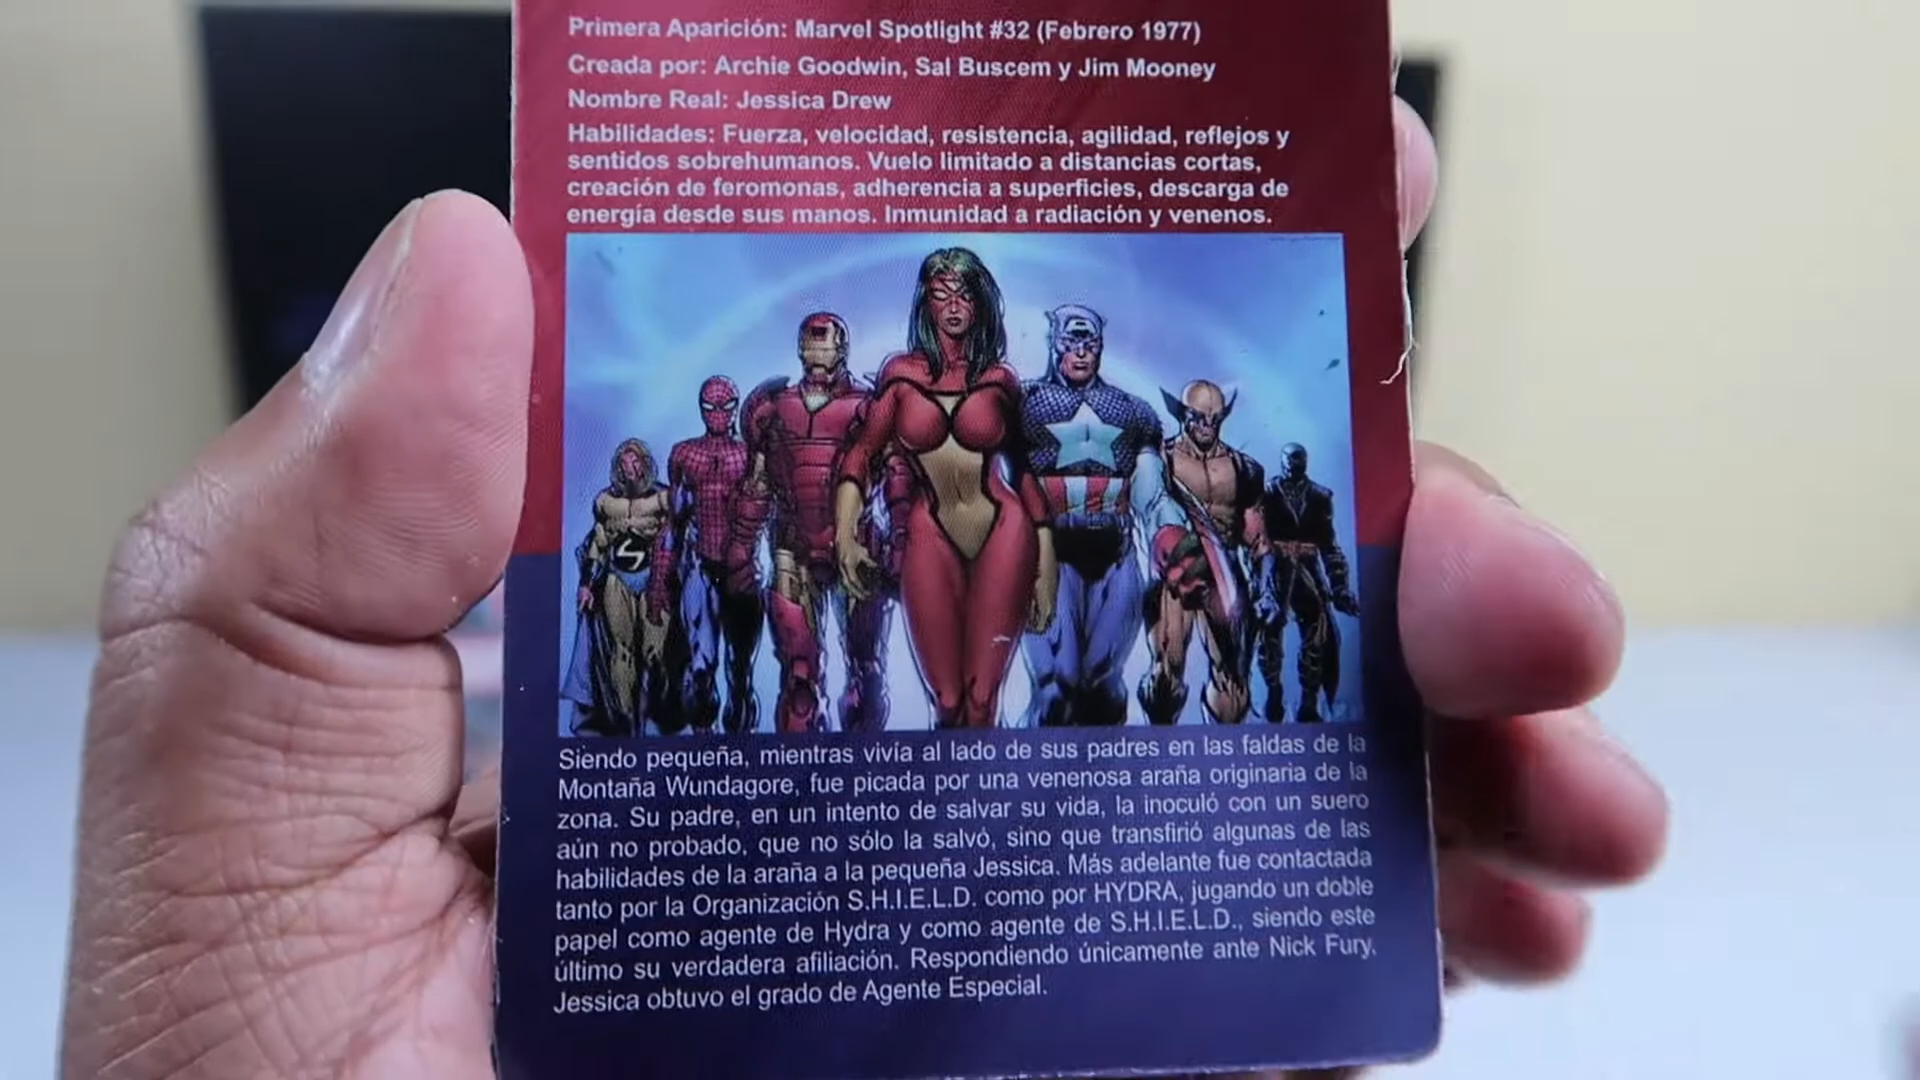 Primera Aparición: Marvel Spotlight #32 (Febrero 1977)
Creada por: Archie Goodwin, Sal Buscem y Jim Mooney
Nombre Real: Jessica Drew
Habilidades: Fuerza, velocidad, resistencia, agilidad, reflejos y
sentidos sobrehumanos. Vuelo limitado a distancias cortas,
creación de feromonas, adherencia a superficies, descarga de
energía desde sus manos. Inmunidad a radiación y venenos.
S
Siendo pequeña, mientras vivía al lado de sus padres en las faldas de la
Montaña Wundagore, fue picada por una venenosa araña originaria de la
zona. Su padre, en un intento de salvar su vida, la inoculó con un suero
aún no probado, que no sólo la salvó, sino que transfirió algunas de las
habilidades de la araña a la pequeña Jessica. Más adelante fue contactada
tanto por la Organización S.H.I.E.L.D. como por HYDRA, jugando un doble
papel como agente de Hydra y como agente de S.H.I.E.L.D., siendo este
último su verdadera afiliación. Respondiendo únicamente ante Nick Fury,
Jessica obtuvo el grado de Agente Especial.